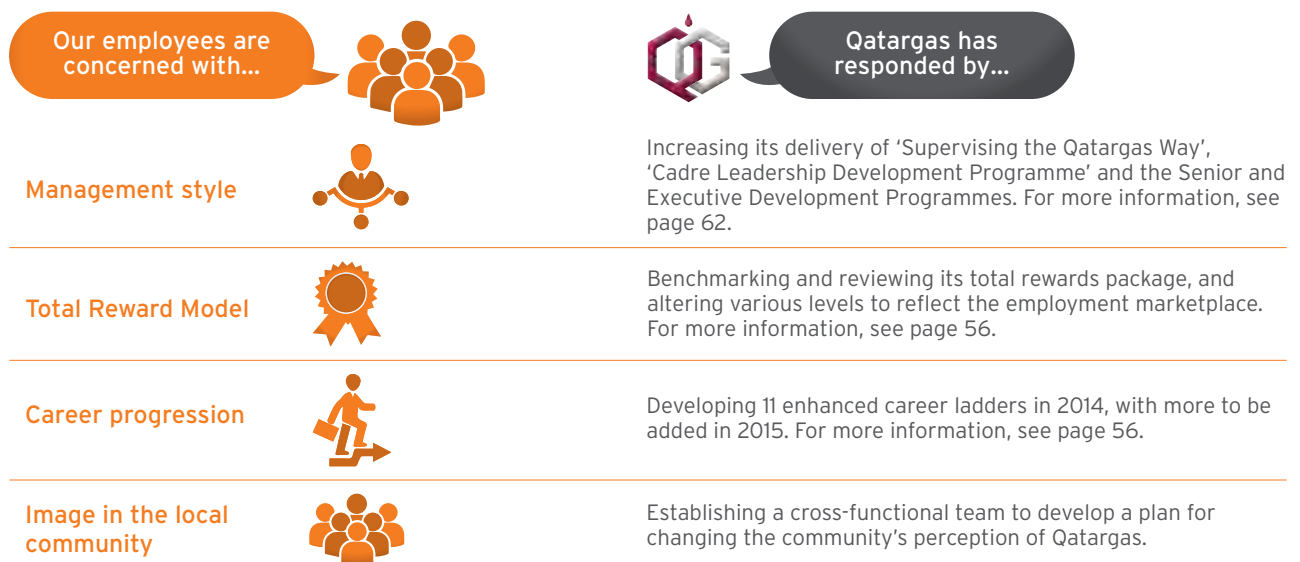 Our employees are
concerned with...
QG
Qatargas has
responded by...
Management style
Increasing its delivery of ‘Supervising the Qatargas Way’,
‘Cadre Leadership Development Programme’ and the Senior and
Executive Development Programmes. For more information, see
page 62.
Total Reward Model
Benchmarking and reviewing its total rewards package, and
altering various levels to reflect the employment marketplace.
For more information, see page 56.
Career progression
Developing 11 enhanced career ladders in 2014, with more to be
added in 2015. For more information, see page 56.
Image in the local
community
Establishing a cross-functional team to develop a plan for
changing the community’s perception of Qatargas.